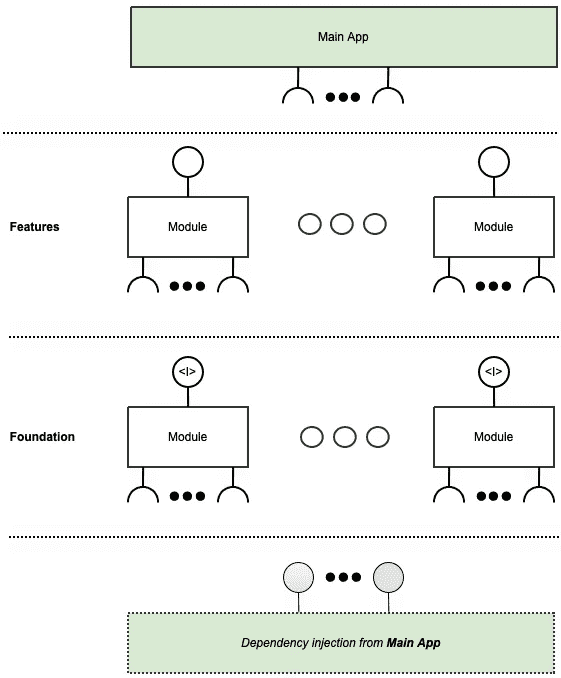 Main App
Features
Module
Module
<I>
<I>
Foundation
Module
Module
Dependency injection from Main App